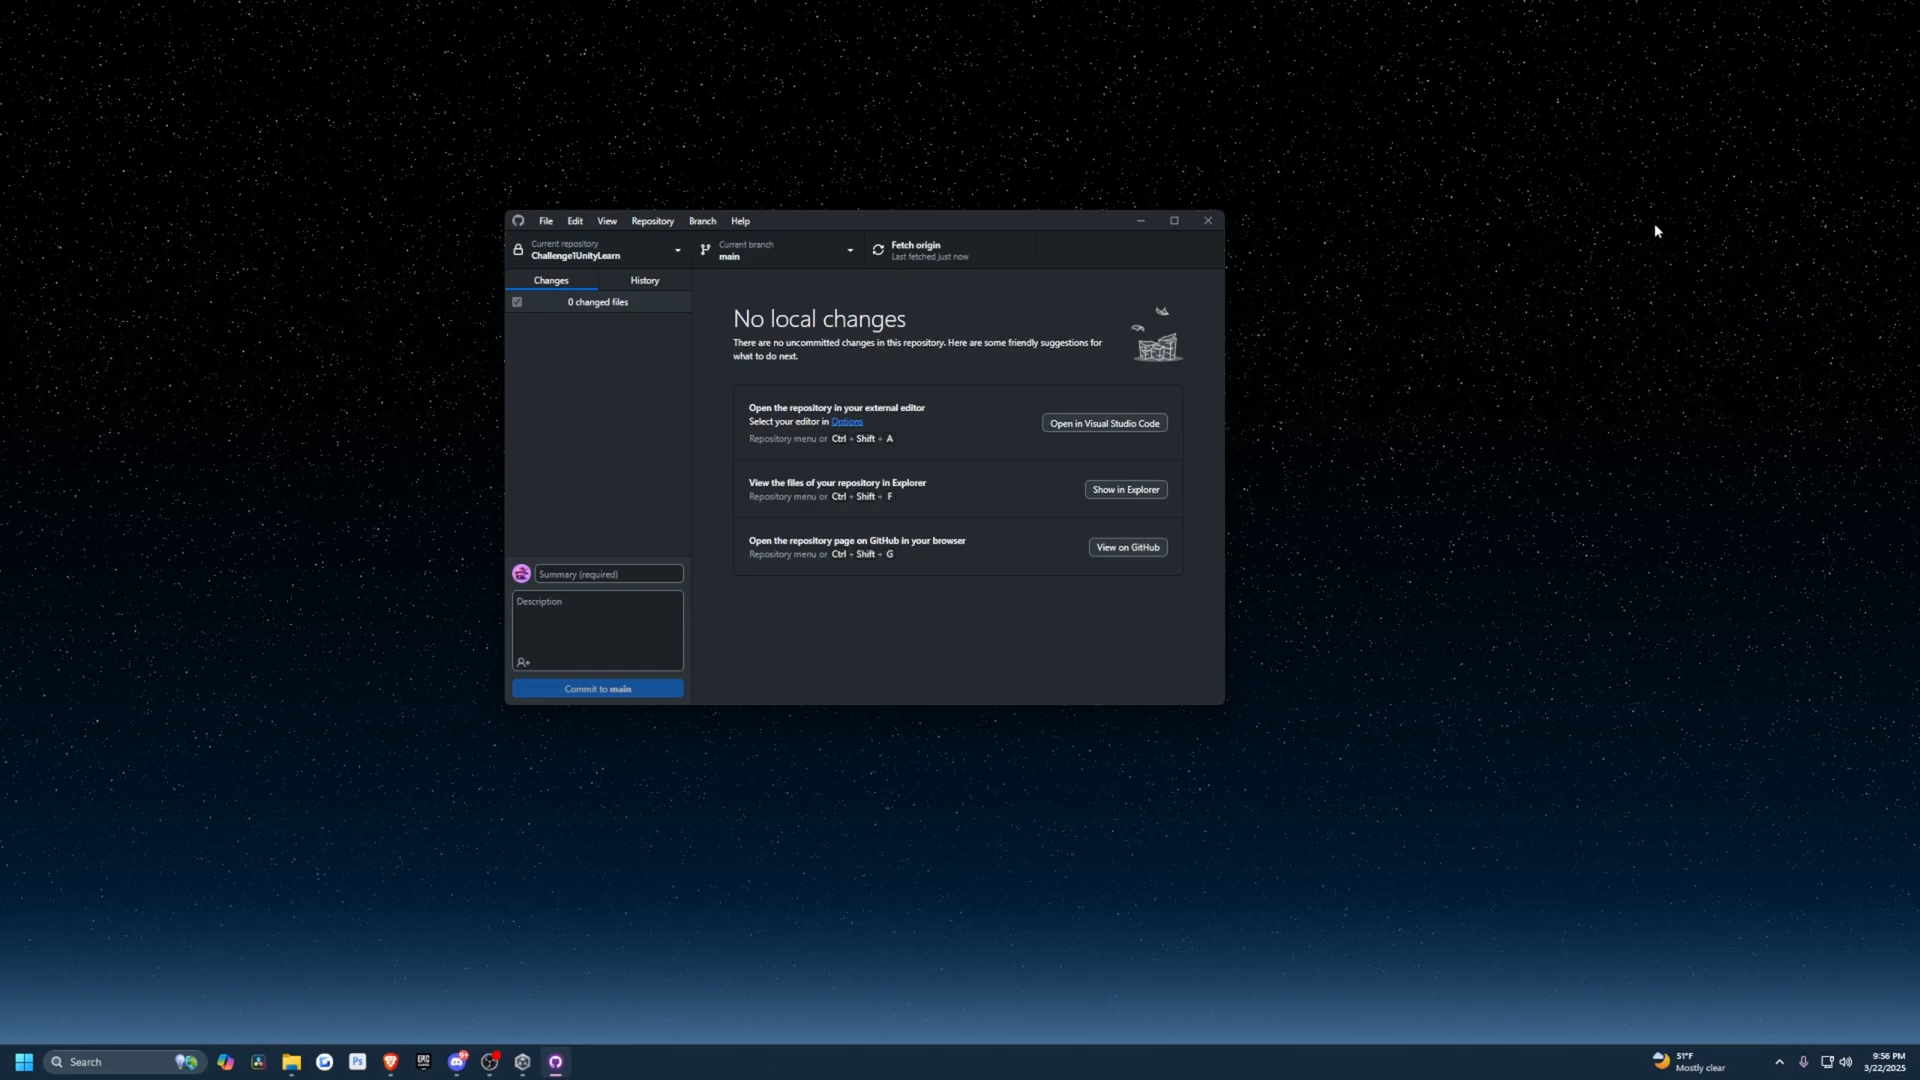 File Edit View Repository Branch Help
Current repository
Challenge1UnityLearn
Current branch
main
Fetch origin
Last fetched just now
Changes History
0 changed files
No local changes
There are no uncommitted changes in this repository. Here are some friendly suggestions for
what to do next.
Open the repository in your external editor
Select your editor in Options
Repository menu or Ctrl + Shift + A
Open in Visual Studio Code
View the files of your repository in Explorer
Repository menu or Ctrl + Shift + F
Show in Explorer
Open the repository page on GitHub in your browser
Repository menu or Ctrl + Shift + G
View on GitHub
Summary (required)
Description
Commit to main
Search
Ps
EPIC
GAMES
51°F
Mostly clear
9:56 PM
3/22/2025